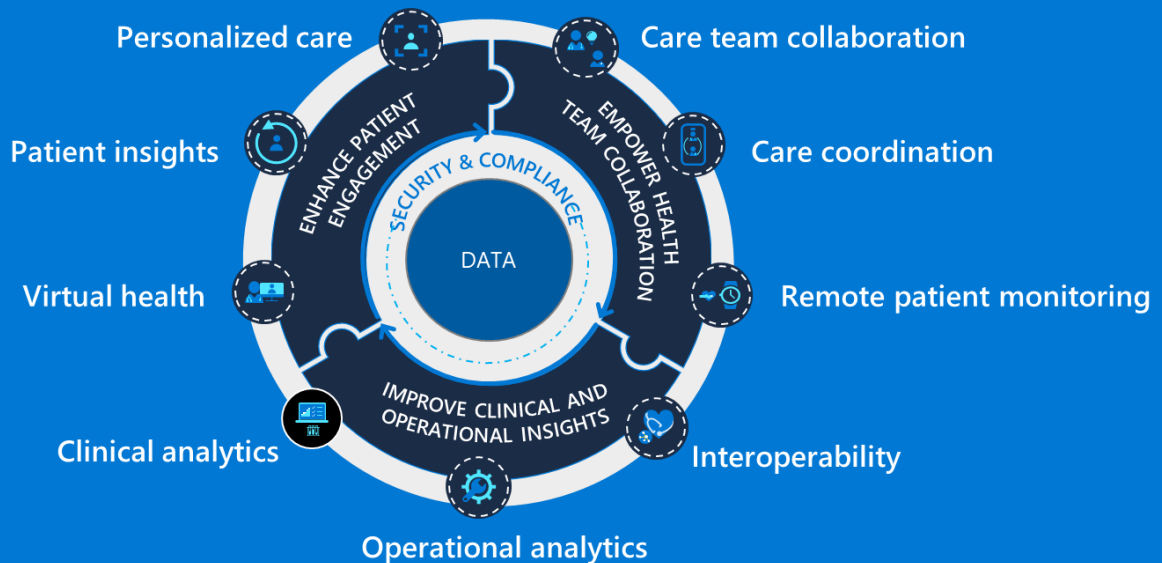 Personalized care
Care team collaboration
Patient insights
Care coordination
Virtual health
Remote patient monitoring
Clinical analytics
Interoperability
Operational analytics
ENHANCE PATIENT
ENGAGEMENT
EMPOWER HEALTH
TEAM COLLABORATION
IMPROVE CLINICAL AND
OPERATIONAL INSIGHTS
SECURITY & COMPLIANCE
DATA